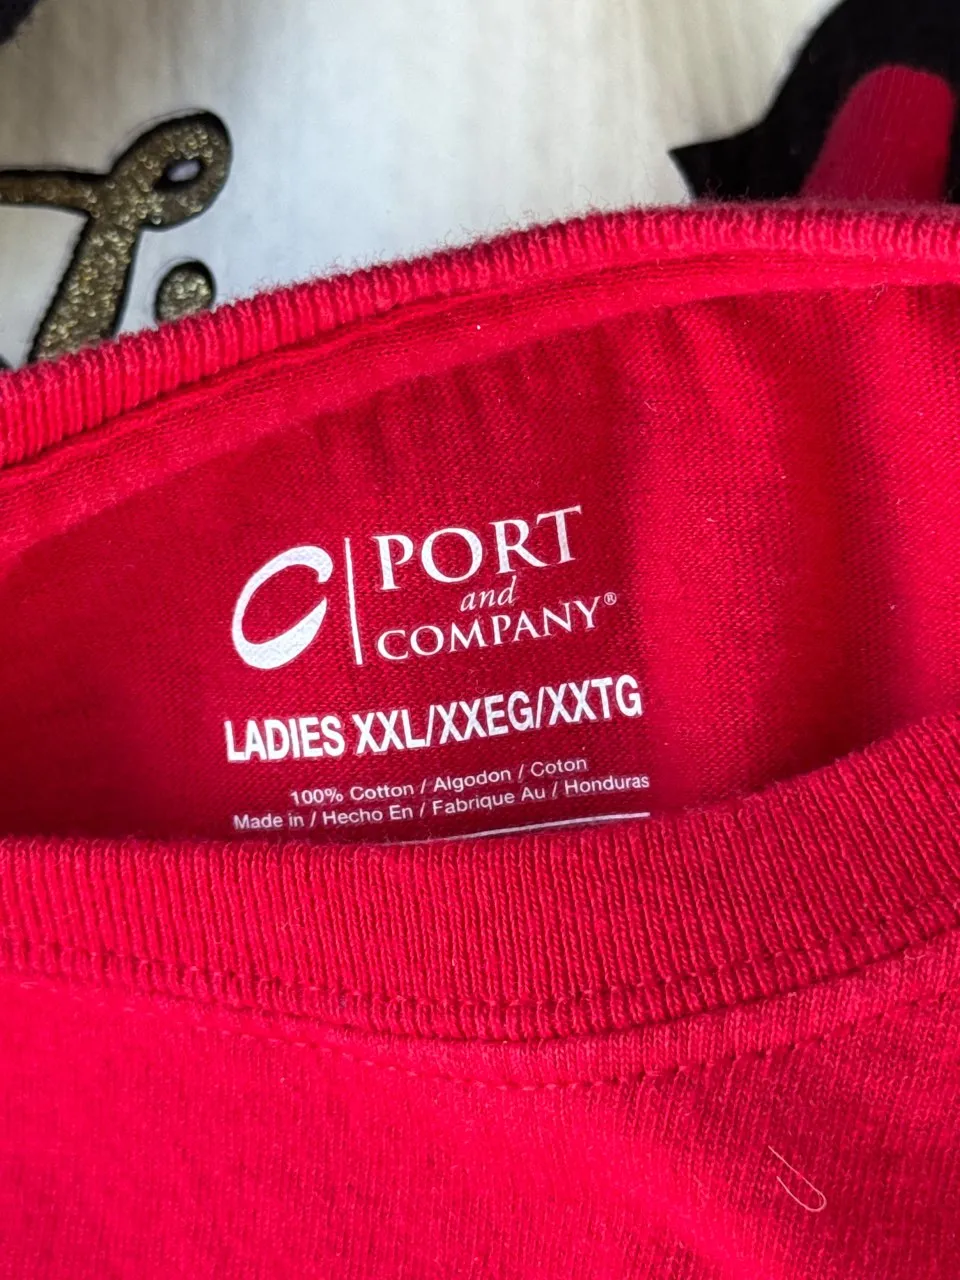 PORT
and
COMPANY®
LADIES XXL/XXEG/XXTG
100% Cotton / Algodon / Coton
Made in / Hecho En / Fabrique Au / Honduras